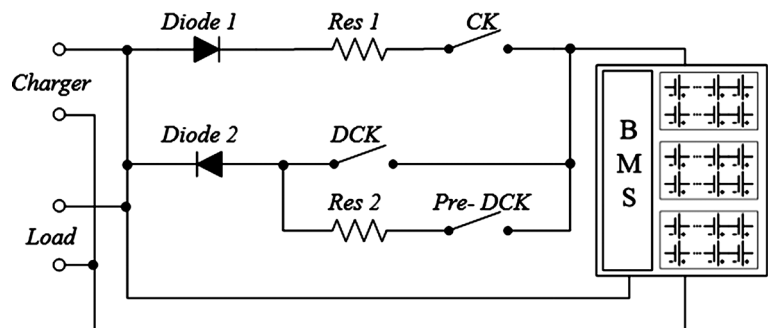 Diode 1
Res 1
CK
Charger
Diode 2
DCK
Res 2
Pre- DCK
Load
B
M
S